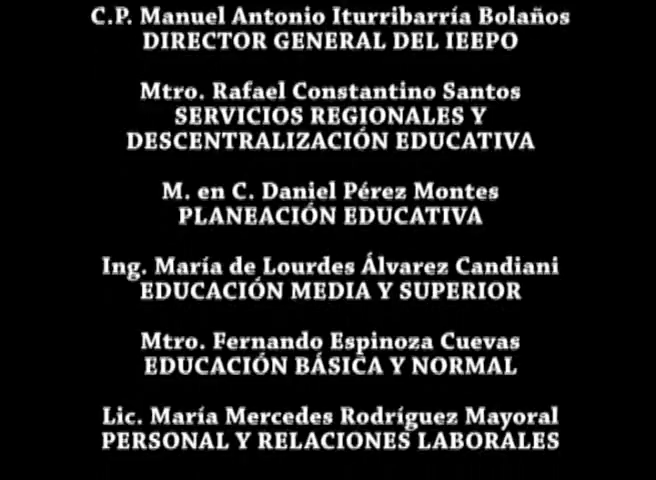 C.P. Manuel Antonio Iturribarría Bolaños
DIRECTOR GENERAL DEL IEEPO
Mtro. Rafael Constantino Santos
SERVICIOS REGIONALES Y
DESCENTRALIZACIÓN EDUCATIVA
M. en C. Daniel Pérez Montes
PLANEACIÓN EDUCATIVA
Ing. María de Lourdes Álvarez Candiani
EDUCACIÓN MEDIA Y SUPERIOR
Mtro. Fernando Espinoza Cuevas
EDUCACIÓN BÁSICA Y NORMAL
Lic. María Mercedes Rodríguez Mayoral
PERSONAL Y RELACIONES LABORALES